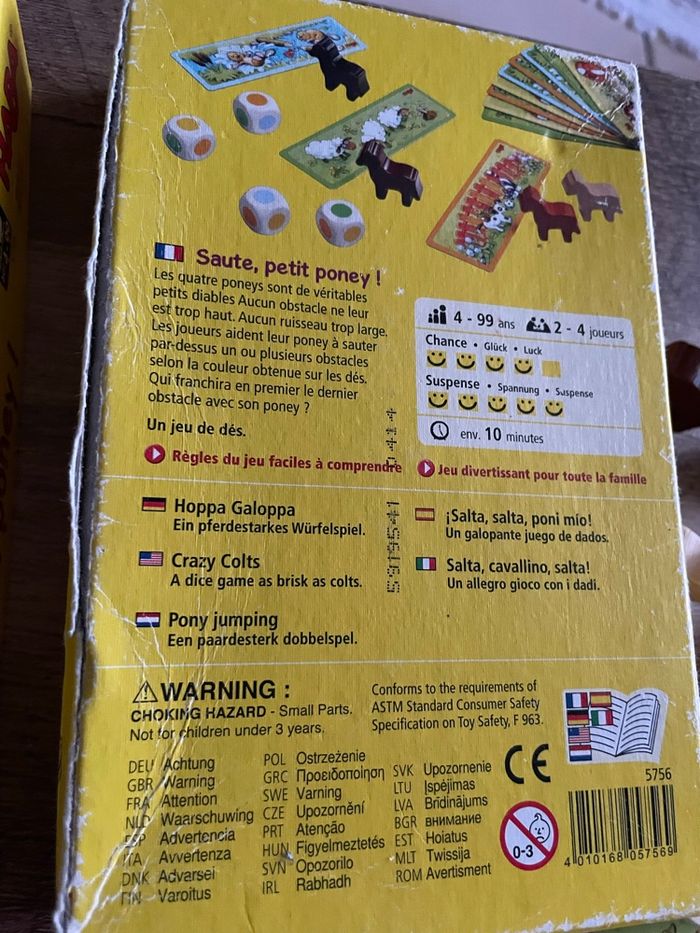 Saute, petit poney !
Les quatre poneys sont de véritables
petits diables Aucun obstacle ne leur
est trop haut. Aucun ruisseau trop large.
Les joueurs aident leur poney à sauter
par-dessus un ou plusieurs obstacles
selon la couleur obtenue sur les dés.
Qui franchira en premier le dernier
obstacle avec son poney ?
Un jeu de dés.
4 - 99 ans 2 - 4 joueurs
Chance • Glück • Luck
Suspense • Spannung • Suspense
env. 10 minutes
Règles du jeu faciles à comprendre
Jeu divertissant pour toute la famille
Hoppa Galoppa
Ein pferdestarkes Würfelspiel.
Crazy Colts
A dice game as brisk as colts.
Pony jumping
Een paardesterk dobbelspel.
¡Salta, salta, poni mío!
Un galopante juego de dados.
Salta, cavallino, salta!
Un allegro gioco con i dadi.
WARNING :
CHOKING HAZARD - Small Parts.
Not for children under 3 years.
Conforms to the requirements of
ASTM Standard Consumer Safety
Specification on Toy Safety, F 963.
DEU Achtung
GBR Warning
FRA Attention
NLD Waarschuwing
ESP Advertencia
ITA Avvertenza
DNK Advarsel
FIN Varoitus
POL Ostrzeżenie
GRC Προειδοποίηση
SWE Varning
CZE Upozornění
PRT Atenção
HUN Figyelmeztetés
SVN Opozorilo
IRL Rabhadh
SVK Upozornenie
LTU Įspėjimas
LVA Brīdinājums
BGR внимание
EST Hoiatus
MLT Twissija
ROM Avertisment
CE
0-3
5756
4 010168 057569